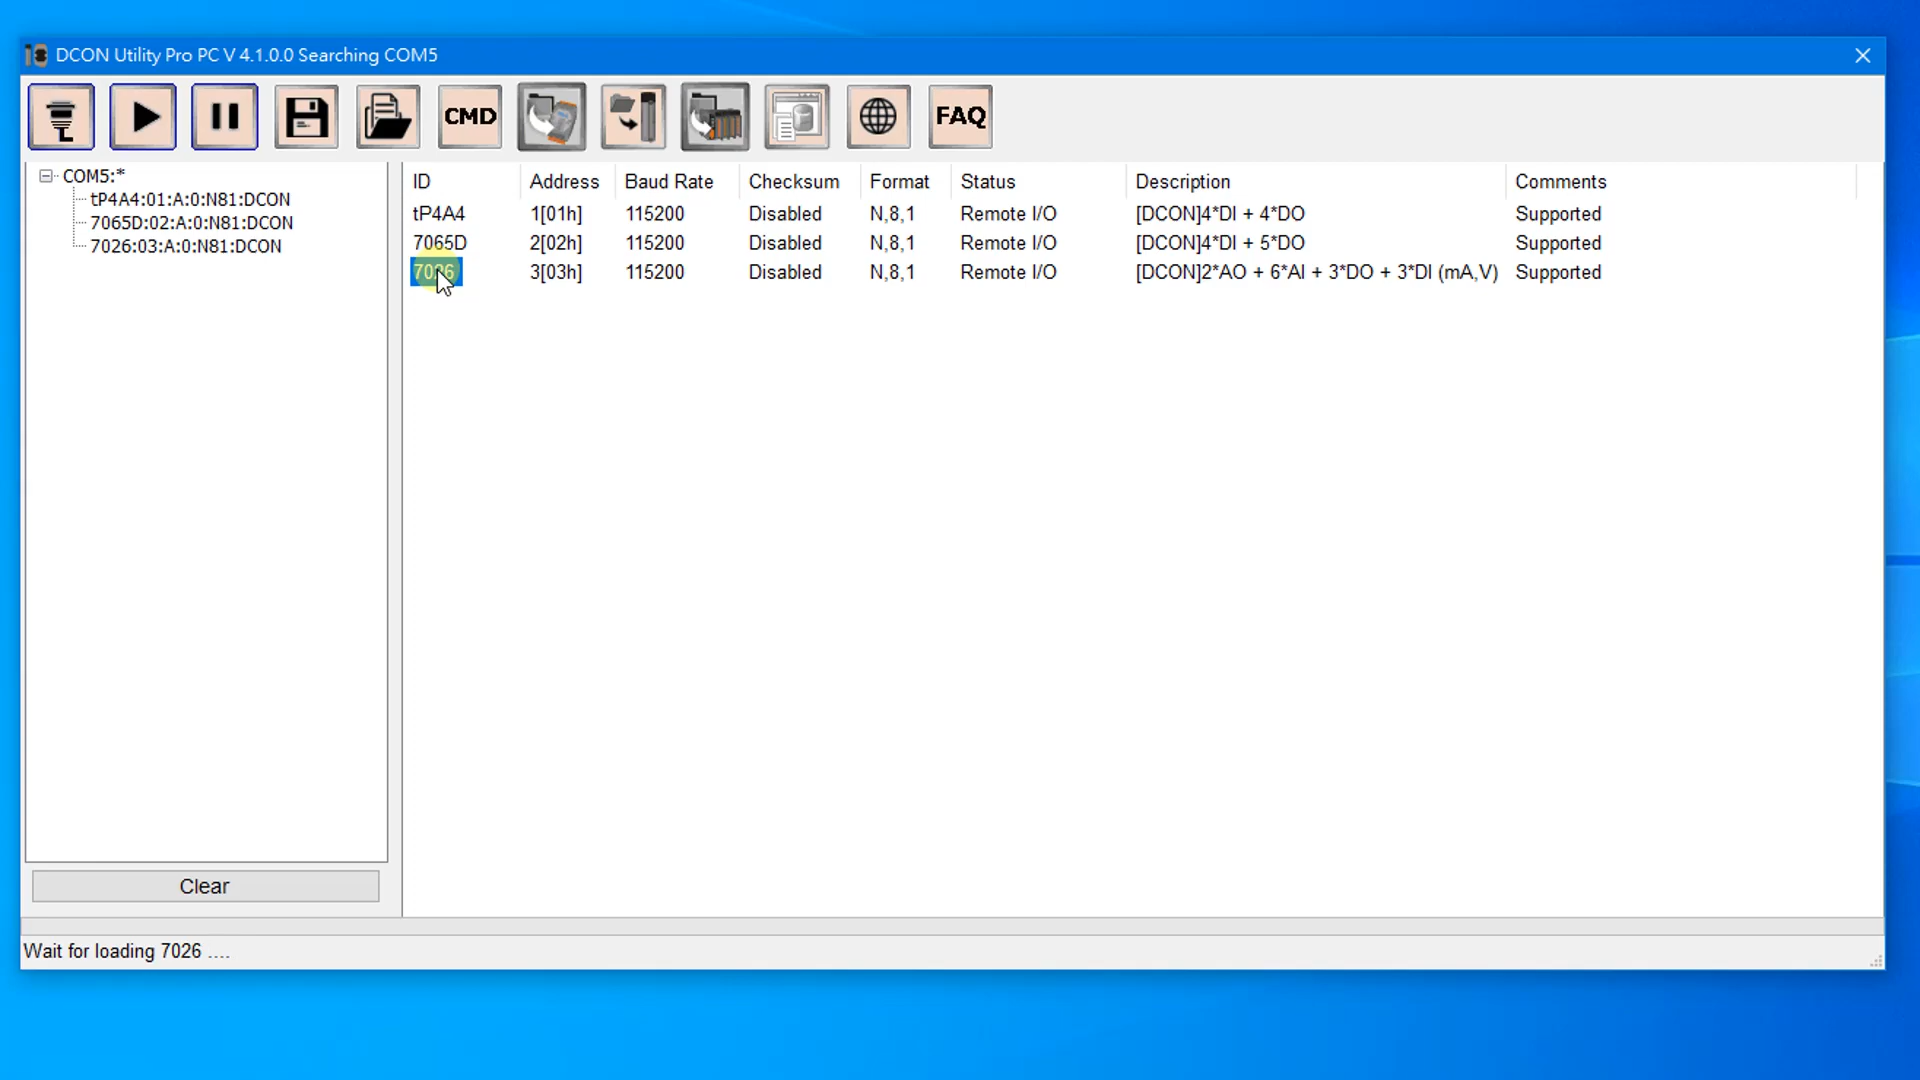 DCON Utility Pro PC V 4.1.0.0 Searching COM5
CMD
FAQ
COM5:*
tP4A4:01:A:0:N81:DCON
7065D:02:A:0:N81:DCON
7026:03:A:0:N81:DCON
ID Address Baud Rate Checksum Format Status Description Comments
tP4A4 1[01h] 115200 Disabled N,8,1 Remote I/O [DCON]4*DI + 4*DO Supported
7065D 2[02h] 115200 Disabled N,8,1 Remote I/O [DCON]4*DI + 5*DO Supported
7026 3[03h] 115200 Disabled N,8,1 Remote I/O [DCON]2*AO + 6*AI + 3*DO + 3*DI (mA,V) Supported
Clear
Wait for loading 7026 ....